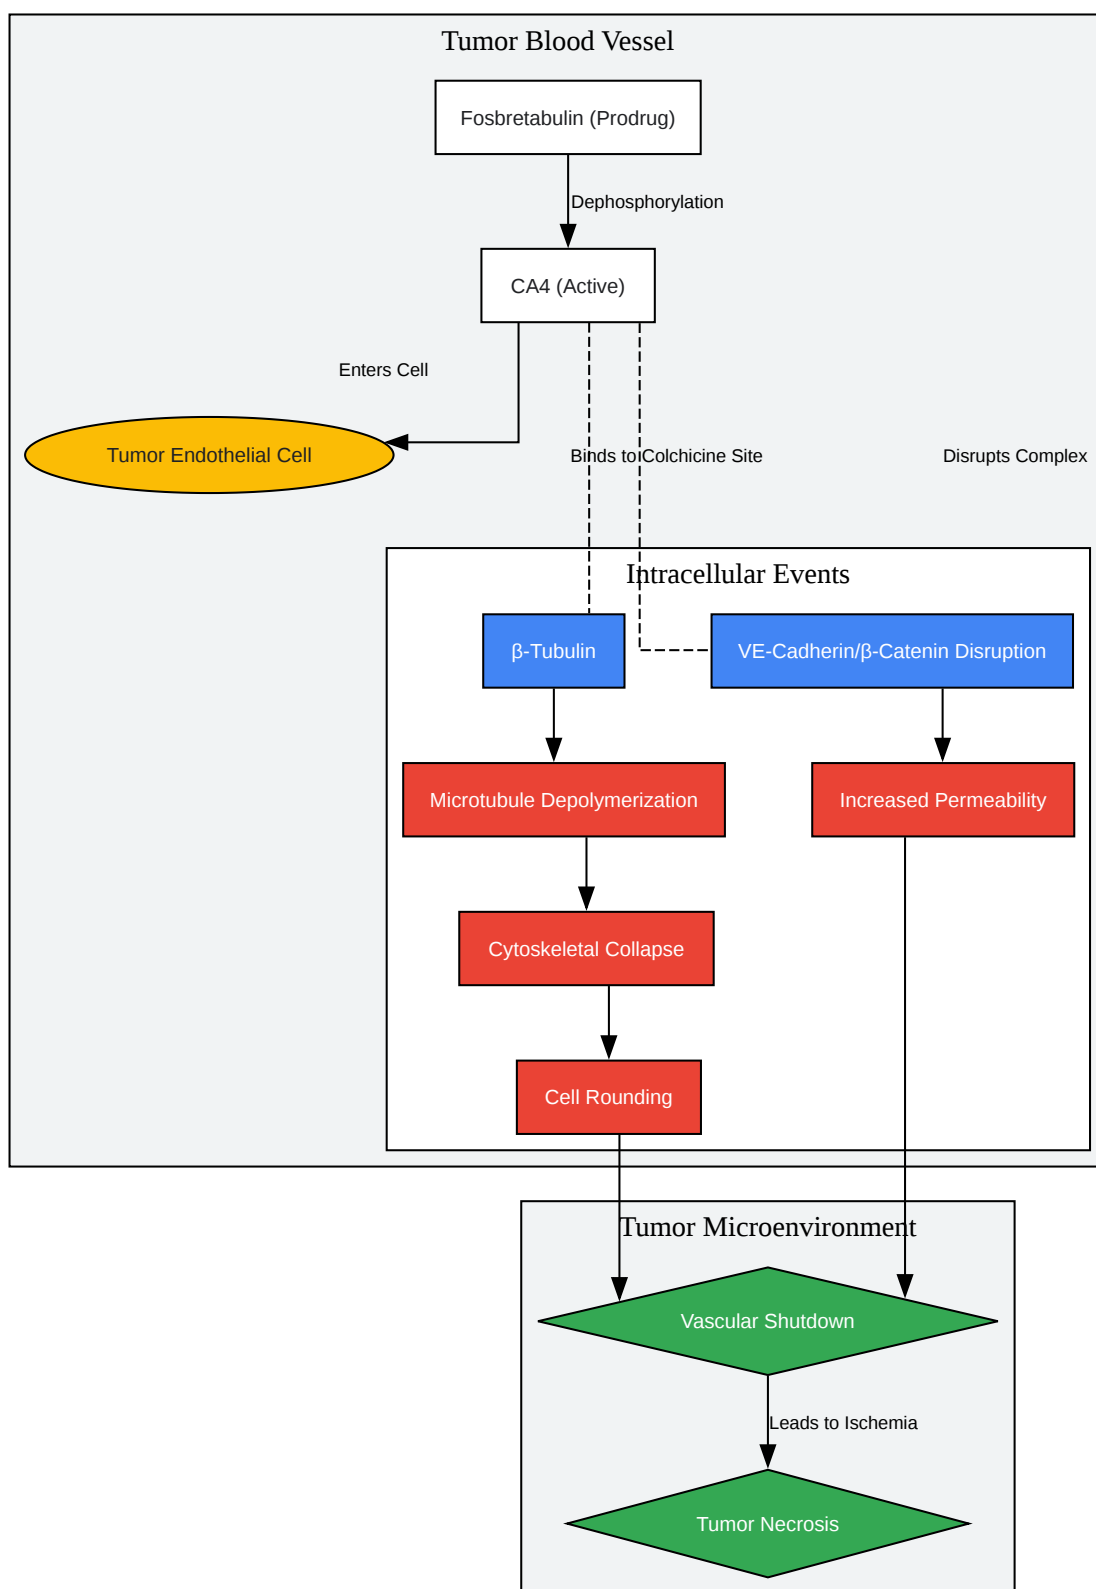 Tumor Blood Vessel
Fosbretabulin (Prodrug)
Dephosphorylation
CA4 (Active)
Enters Cell
Tumor Endothelial Cell
Binds to Colchicine Site
Disrupts Complex
Intracellular Events
β-Tubulin
VE-Cadherin/β-Catenin Disruption
Microtubule Depolymerization
Increased Permeability
Cytoskeletal Collapse
Cell Rounding
Tumor Microenvironment
Vascular Shutdown
Leads to Ischemia
Tumor Necrosis